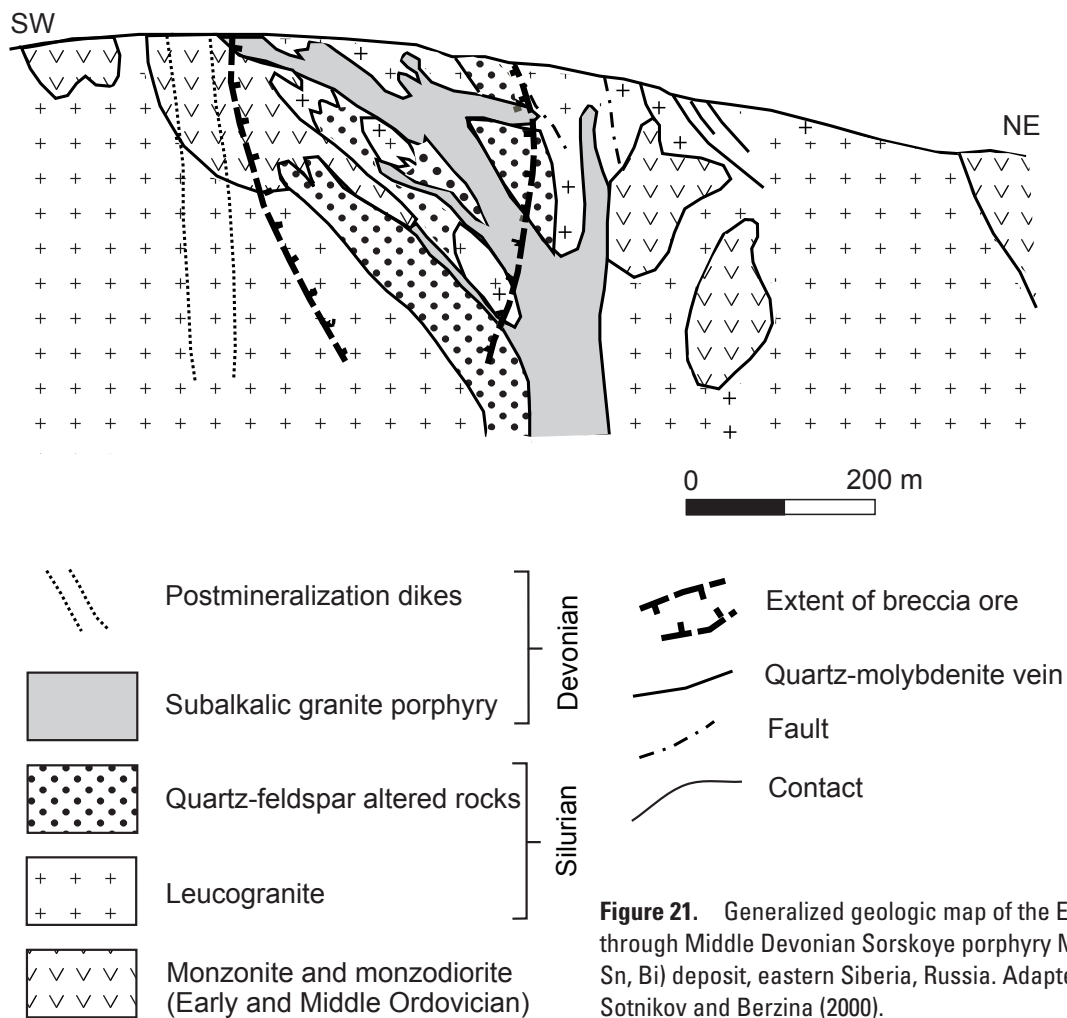 SW
NE
0 200 m
Postmineralization dikes
Subalkalic granite porphyry
Devonian
Quartz-feldspar altered rocks
Leucogranite
Silurian
Monzonite and monzodiorite
(Early and Middle Ordovician)
Extent of breccia ore
Quartz-molybdenite vein
Fault
Contact
Figure 21. Generalized geologic map of the E
through Middle Devonian Sorskoye porphyry M
Sn, Bi) deposit, eastern Siberia, Russia. Adapte
Sotnikov and Berzina (2000).